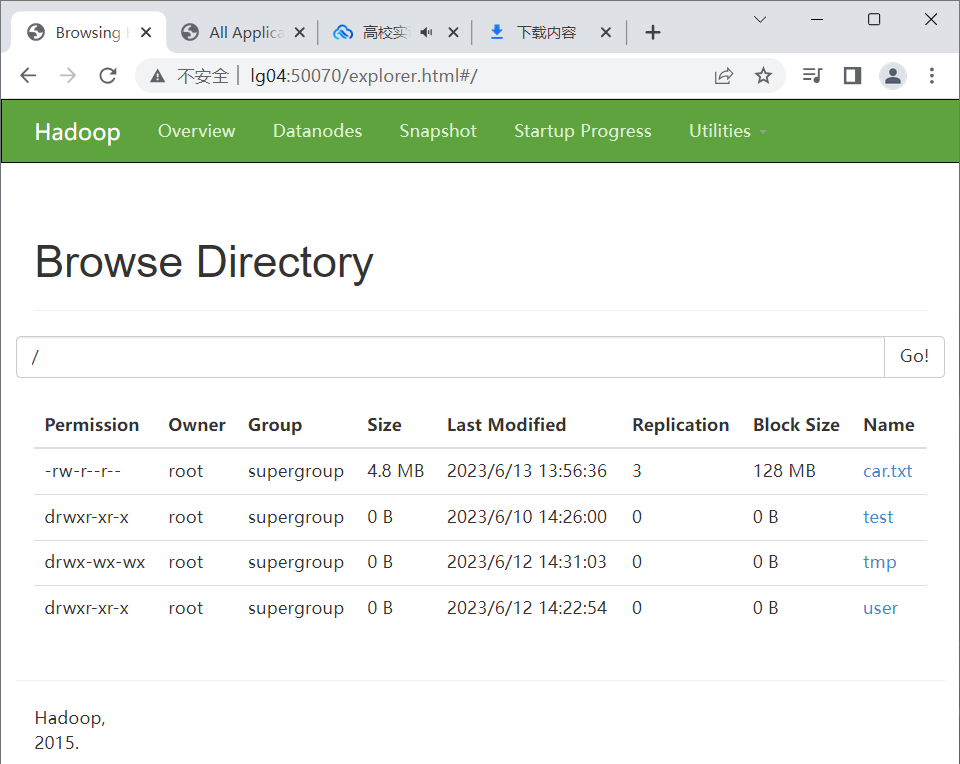 Browsing
All Applica
高校实
下载内容
不安全 lg04:50070/explorer.html#/
Hadoop Overview Datanodes Snapshot Startup Progress Utilities
Browse Directory
/ Go!
Permission Owner Group Size Last Modified Replication Block Size Name
-rw-r--r-- root supergroup 4.8 MB 2023/6/13 13:56:36 3 128 MB car.txt
drwxr-xr-x root supergroup 0 B 2023/6/10 14:26:00 0 0 B test
drwx-wx-wx root supergroup 0 B 2023/6/12 14:31:03 0 0 B tmp
drwxr-xr-x root supergroup 0 B 2023/6/12 14:22:54 0 0 B user
Hadoop,
2015.